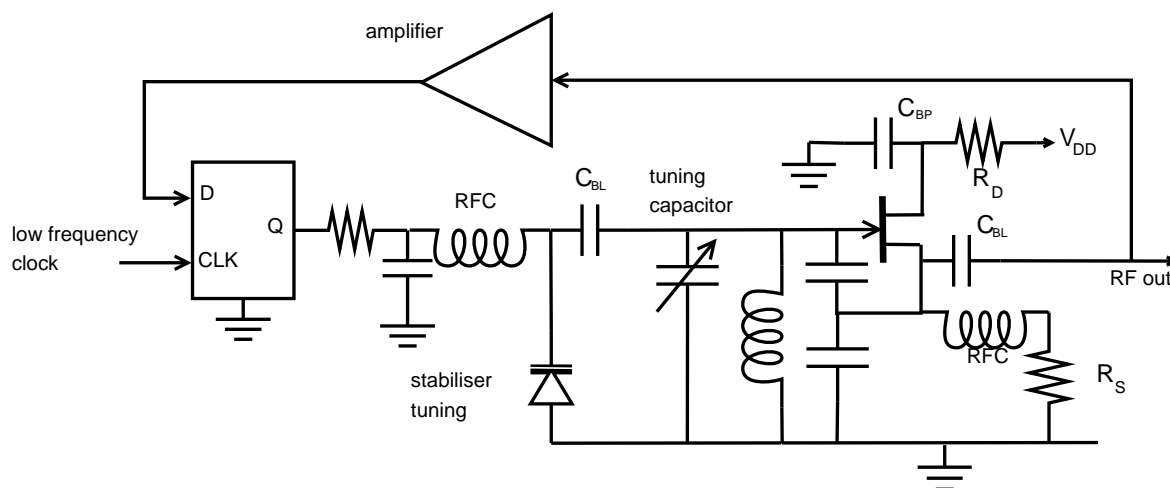 amplifier
C_BP
V_DD
R_D
D
Q
CLK
low frequency
clock
RFC
C_BL
tuning
capacitor
C_BL
RF out
RFC
R_S
stabiliser
tuning